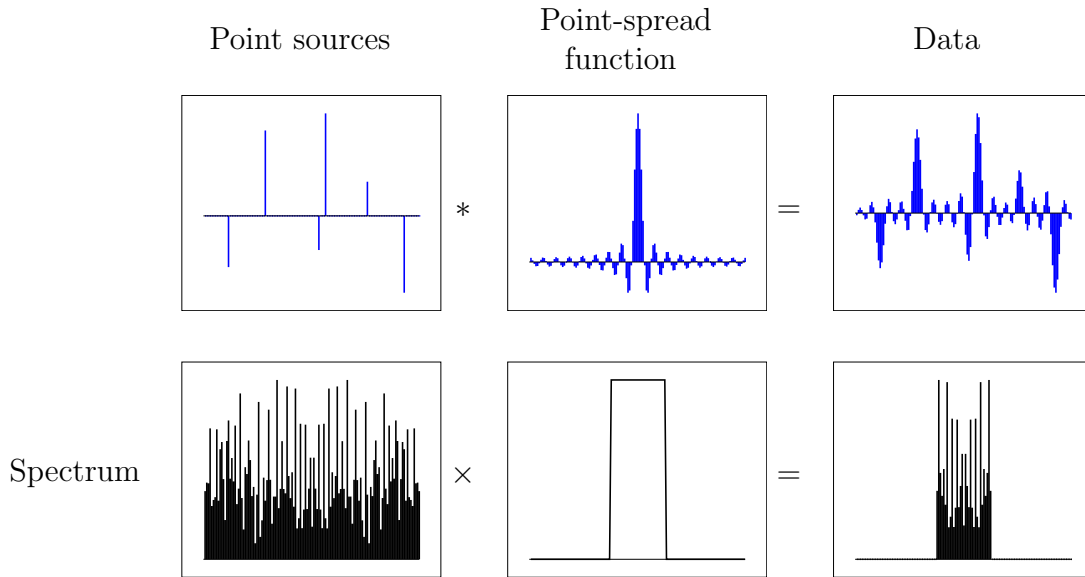 Point sources
Point-spread
function
Data
∗
=
Spectrum
×
=